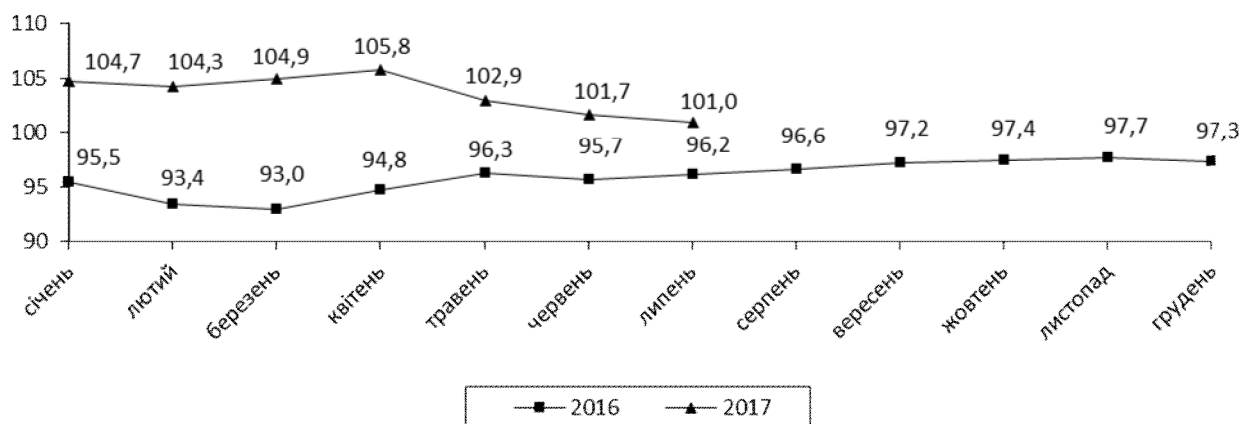 110
105
100
95
90
104,7 104,3 104,9 105,8 102,9 101,7 101,0
95,5 93,4 93,0 94,8 96,3 95,7 96,2 96,6 97,2 97,4 97,7 97,3
січень лютий березень квітень травень червень липень серпень вересень жовтень листопад грудень
2016 2017